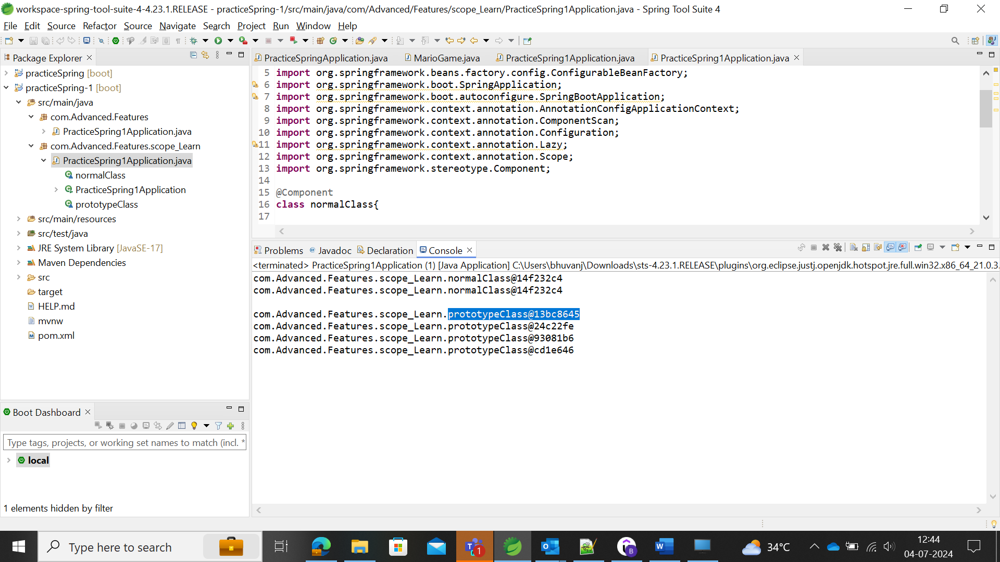 workspace-spring-tool-suite-4-4.23.1.RELEASE - practiceSpring-1/src/main/java/com/Advanced/Features/scope_Learn/PracticeSpring1Application.java - Spring Tool Suite 4
File Edit Source Refactor Source Navigate Search Project Run Window Help
Package Explorer
practiceSpring [boot]
practiceSpring-1 [boot]
src/main/java
com.Advanced.Features
PracticeSpring1Application.java
com.Advanced.Features.scope_Learn
PracticeSpring1Application.java
normalClass
PracticeSpring1Application
prototypeClass
src/main/resources
src/test/java
JRE System Library [JavaSE-17]
Maven Dependencies
src
target
HELP.md
mvnw
pom.xml
PracticeSpringApplication.java MarioGame.java PracticeSpring1Application.java PracticeSpring1Application.java
5 import org.springframework.beans.factory.config.ConfigurableBeanFactory;
6 import org.springframework.boot.SpringApplication;
7 import org.springframework.boot.autoconfigure.SpringBootApplication;
8 import org.springframework.context.annotation.AnnotationConfigApplicationContext;
9 import org.springframework.context.annotation.ComponentScan;
10 import org.springframework.context.annotation.Configuration;
11 import org.springframework.context.annotation.Lazy;
12 import org.springframework.context.annotation.Scope;
13 import org.springframework.stereotype.Component;
14
15 @Component
16 class normalClass{
17
Problems @ Javadoc Declaration Console
<terminated> PracticeSpring1Application (1) [Java Application] C:\Users\bhuvanj\Downloads\sts-4.23.1.RELEASE\plugins\org.eclipse.justj.openjdk.hotspot.jre.full.win32.x86_64_21.0.3.
com.Advanced.Features.scope_Learn.normalClass@14f232c4
com.Advanced.Features.scope_Learn.normalClass@14f232c4
com.Advanced.Features.scope_Learn.prototypeClass@13bc8645
com.Advanced.Features.scope_Learn.prototypeClass@24c22fe
com.Advanced.Features.scope_Learn.prototypeClass@93081b6
com.Advanced.Features.scope_Learn.prototypeClass@cd1e646
Boot Dashboard
Type tags, projects, or working set names to match (incl. *
local
1 elements hidden by filter
Type here to search
1
B
34°C
12:44
04-07-2024